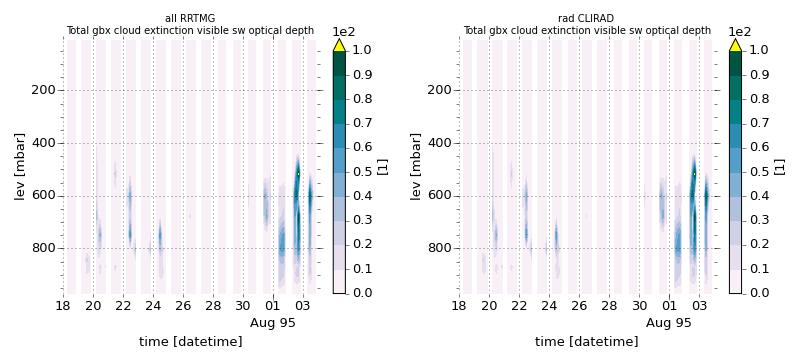 all RRTMG
Total gbx cloud extinction visible sw optical depth
1e2
1.0
0.9
0.8
0.7
0.6
0.5
0.4
0.3
0.2
0.1
0.0
[1]
200
400
600
800
lev [mbar]
18 20 22 24 26 28 30 01 03
Aug 95
time [datetime]
rad CLIRAD
Total gbx cloud extinction visible sw optical depth
1e2
1.0
0.9
0.8
0.7
0.6
0.5
0.4
0.3
0.2
0.1
0.0
[1]
200
400
600
800
lev [mbar]
18 20 22 24 26 28 30 01 03
Aug 95
time [datetime]